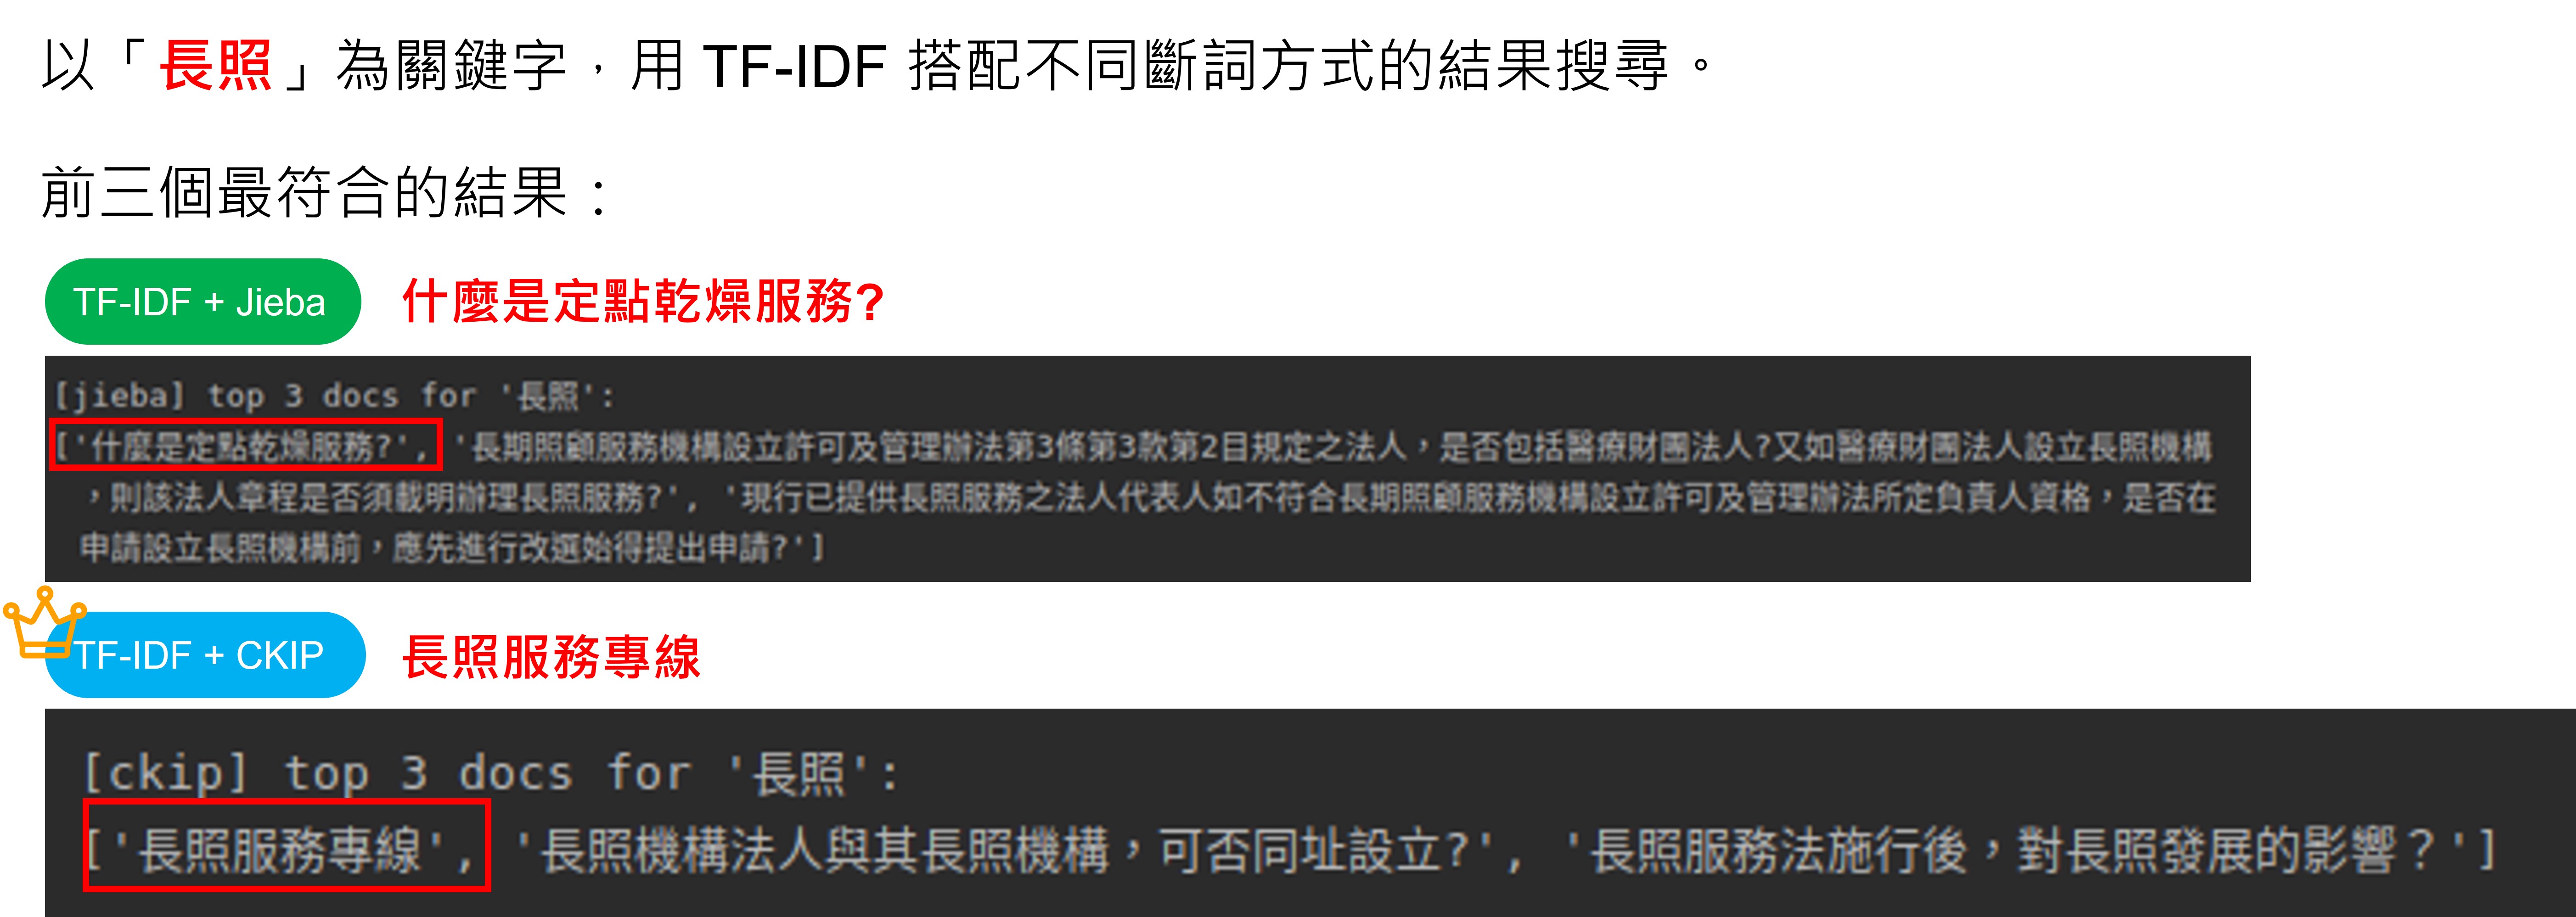 以「長照」為關鍵字，用 TF-IDF 搭配不同斷詞方式的結果搜尋。
前三個最符合的結果：
TF-IDF + Jieba
什麼是定點乾燥服務?
[jieba] top 3 docs for '長照':
['什麼是定點乾燥服務?', '長期照顧服務機構設立許可及管理辦法第3條第3款第2目規定之法人，是否包括醫療財團法人?又如醫療財團法人設立長照機構
，則該法人章程是否須載明辦理長照服務?', '現行已提供長照服務之法人代表人如不符合長期照顧服務機構設立許可及管理辦法所定負責人資格，是否在
申請設立長照機構前，應先進行改選始得提出申請?']
TF-IDF + CKIP
長照服務專線
[ckip] top 3 docs for '長照':
['長照服務專線', '長照機構法人與其長照機構，可否同址設立?', '長照服務法施行後，對長照發展的影響？']